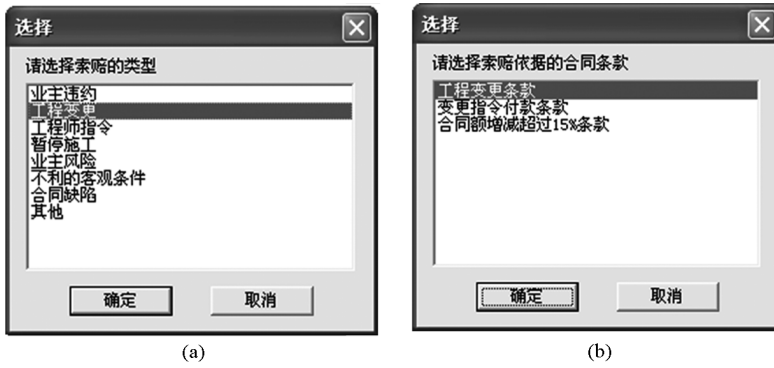 选择
请选择索赔的类型
业主违约
工程变更
工程师指令
暂停施工
业主风险
不利的客观条件
合同缺陷
其他
确定
取消
(a)
选择
请选择索赔依据的合同条款
工程变更条款
变更指令付款条款
合同额增减超过15%条款
确定
取消
(b)